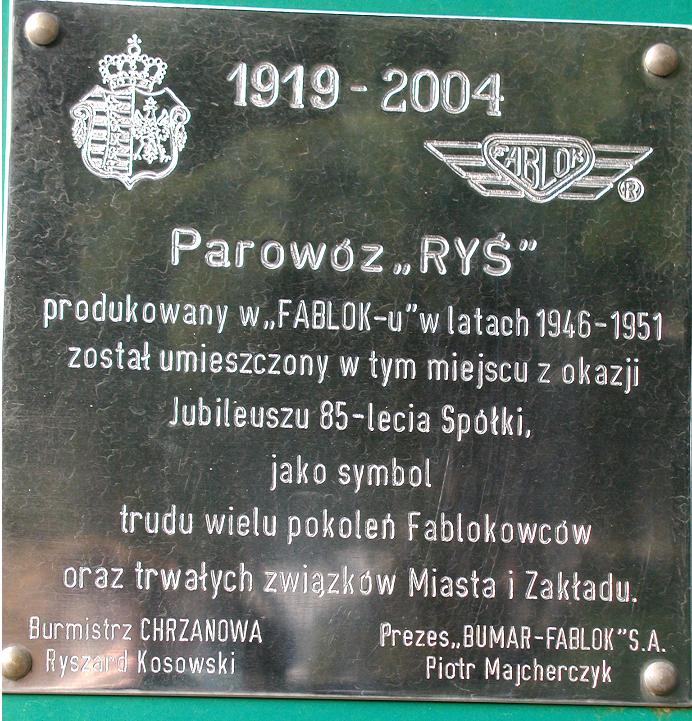 1919 - 2004
FABLOK ®
Parowóz „RYŚ”
produkowany w „FABLOK-u” w latach 1946-1951
został umieszczony w tym miejscu z okazji
Jubileuszu 85-lecia Spółki,
jako symbol
trudu wielu pokoleń Fablokowców
oraz trwałych związków Miasta i Zakładu.
Burmistrz CHRZANOWA
Ryszard Kosowski
Prezes „BUMAR-FABLOK” S.A.
Piotr Majcherczyk